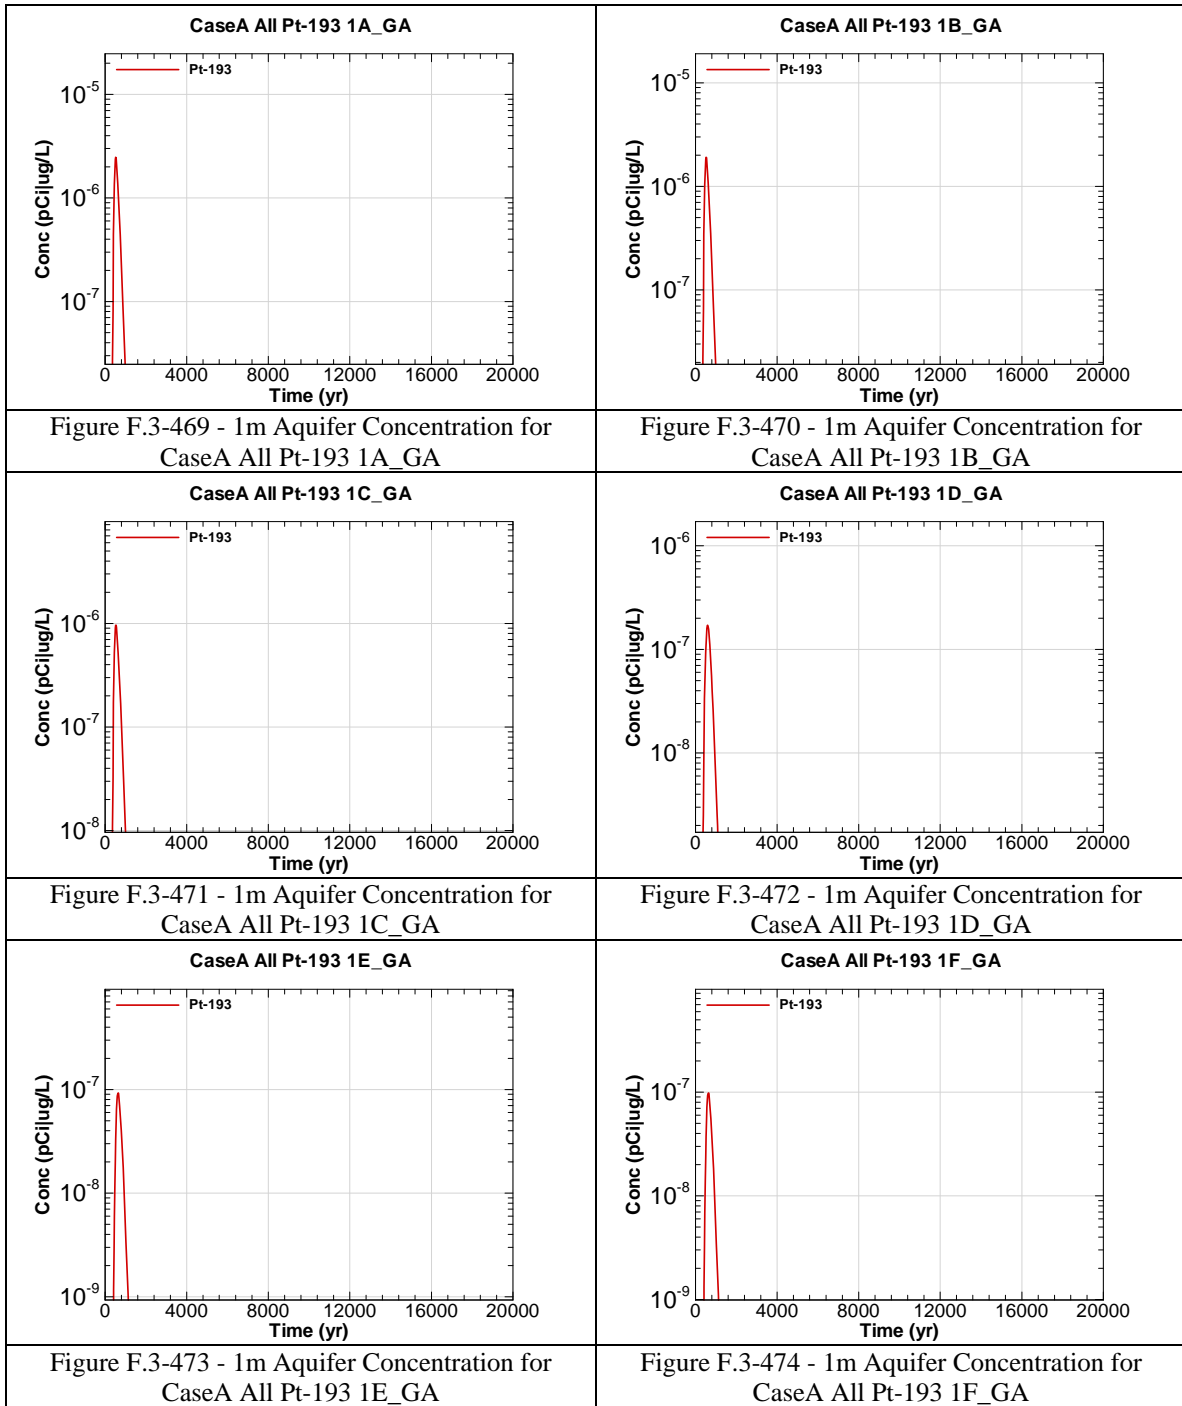 CaseA All Pt-193 1A_GA
Pt-193
10-5
10-6
10-7
Conc (pCi|ug/L)
0 4000 8000 12000 16000 20000
Time (yr)
Figure F.3-469 - 1m Aquifer Concentration for
CaseA All Pt-193 1A_GA
CaseA All Pt-193 1B_GA
Pt-193
10-5
10-6
10-7
Conc (pCi|ug/L)
0 4000 8000 12000 16000 20000
Time (yr)
Figure F.3-470 - 1m Aquifer Concentration for
CaseA All Pt-193 1B_GA
CaseA All Pt-193 1C_GA
Pt-193
10-6
10-7
10-8
Conc (pCi|ug/L)
0 4000 8000 12000 16000 20000
Time (yr)
Figure F.3-471 - 1m Aquifer Concentration for
CaseA All Pt-193 1C_GA
CaseA All Pt-193 1D_GA
Pt-193
10-6
10-7
10-8
Conc (pCi|ug/L)
0 4000 8000 12000 16000 20000
Time (yr)
Figure F.3-472 - 1m Aquifer Concentration for
CaseA All Pt-193 1D_GA
CaseA All Pt-193 1E_GA
Pt-193
10-7
10-8
10-9
Conc (pCi|ug/L)
0 4000 8000 12000 16000 20000
Time (yr)
Figure F.3-473 - 1m Aquifer Concentration for
CaseA All Pt-193 1E_GA
CaseA All Pt-193 1F_GA
Pt-193
10-7
10-8
10-9
Conc (pCi|ug/L)
0 4000 8000 12000 16000 20000
Time (yr)
Figure F.3-474 - 1m Aquifer Concentration for
CaseA All Pt-193 1F_GA